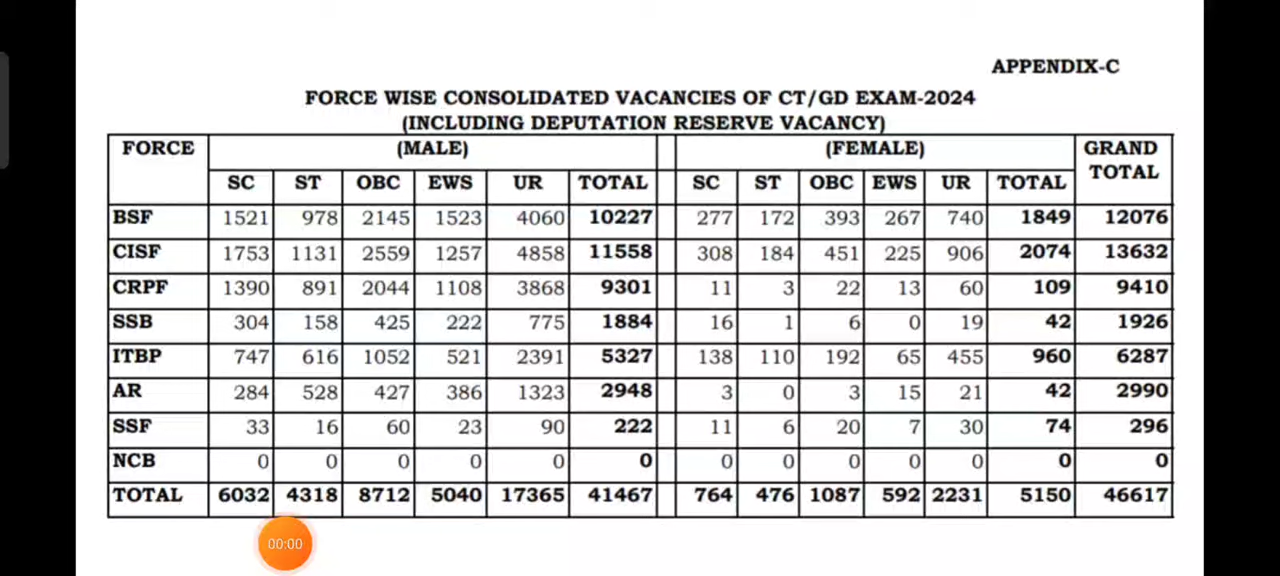 APPENDIX-C
FORCE WISE CONSOLIDATED VACANCIES OF CT/GD EXAM-2024
(INCLUDING DEPUTATION RESERVE VACANCY)
FORCE (MALE) (FEMALE) GRAND TOTAL
SC ST OBC EWS UR TOTAL SC ST OBC EWS UR TOTAL
BSF 1521 978 2145 1523 4060 10227 277 172 393 267 740 1849 12076
CISF 1753 1131 2559 1257 4858 11558 308 184 451 225 906 2074 13632
CRPF 1390 891 2044 1108 3868 9301 11 3 22 13 60 109 9410
SSB 304 158 425 222 775 1884 16 1 6 0 19 42 1926
ITBP 747 616 1052 521 2391 5327 138 110 192 65 455 960 6287
AR 284 528 427 386 1323 2948 3 0 3 15 21 42 2990
SSF 33 16 60 23 90 222 11 6 20 7 30 74 296
NCB 0 0 0 0 0 0 0 0 0 0 0 0 0
TOTAL 6032 4318 8712 5040 17365 41467 764 476 1087 592 2231 5150 46617
00:00